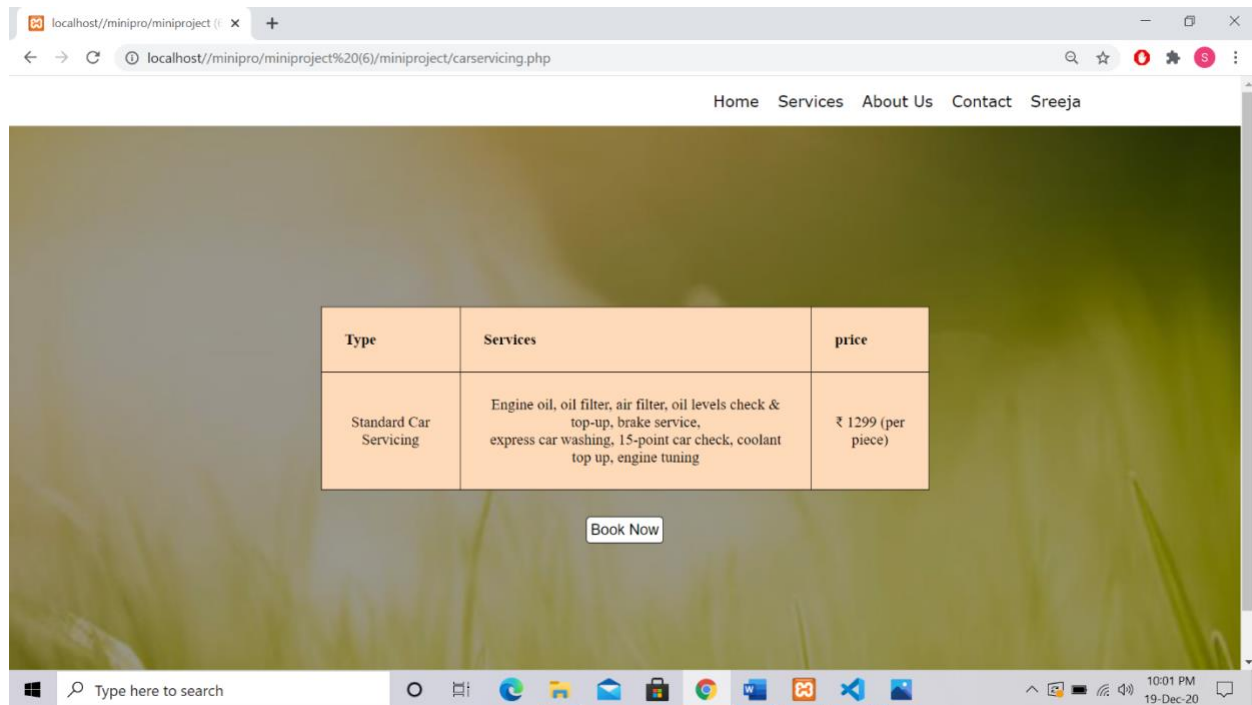 localhost//minipro/miniproject (6
localhost//minipro/miniproject%20(6)/miniproject/carservicing.php
S
Home Services About Us Contact Sreeja
Type Services price
Standard Car
Servicing
Engine oil, oil filter, air filter, oil levels check &
top-up, brake service,
express car washing, 15-point car check, coolant
top up, engine tuning
₹ 1299 (per
piece)
Book Now
Type here to search
10:01 PM
19-Dec-20